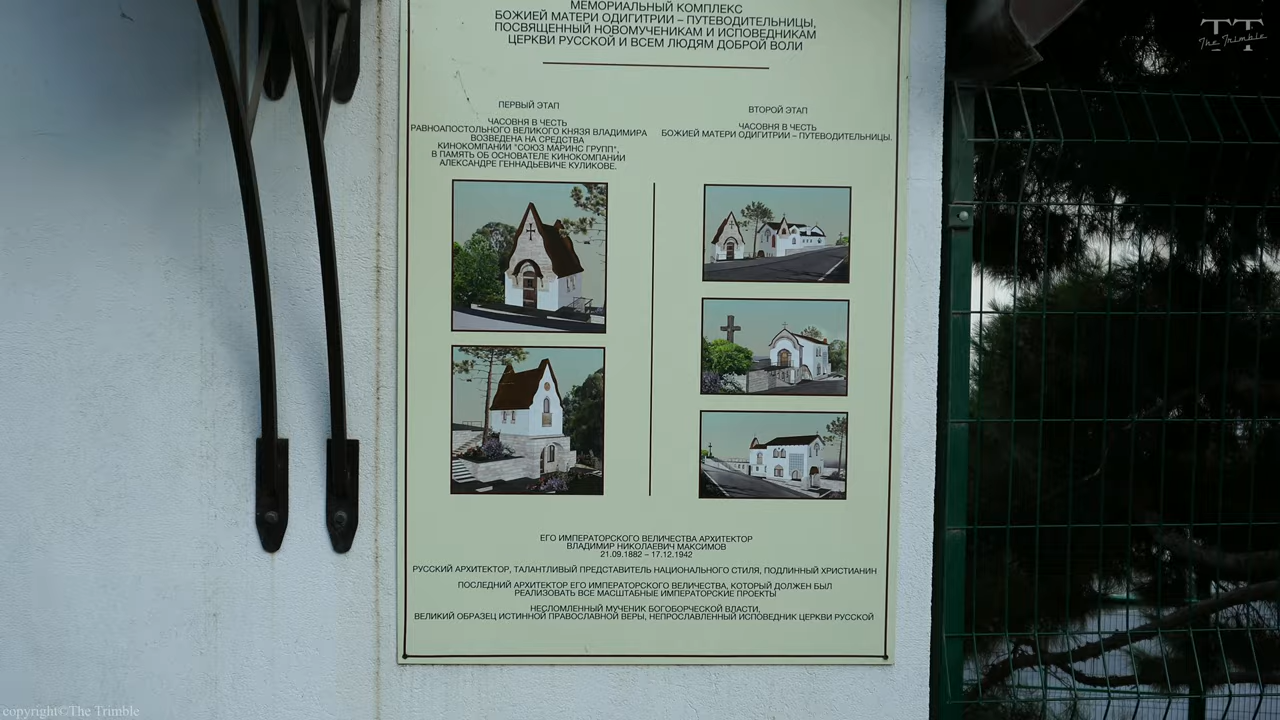 МЕМОРИАЛЬНЫЙ КОМПЛЕКС
БОЖИЕЙ МАТЕРИ ОДИГИТРИИ – ПУТЕВОДИТЕЛЬНИЦЫ,
ПОСВЯЩЕННЫЙ НОВОМУЧЕНИКАМ И ИСПОВЕДНИКАМ
ЦЕРКВИ РУССКОЙ И ВСЕМ ЛЮДЯМ ДОБРОЙ ВОЛИ
ПЕРВЫЙ ЭТАП
ЧАСОВНЯ В ЧЕСТЬ
РАВНОАПОСТОЛЬНОГО ВЕЛИКОГО КНЯЗЯ ВЛАДИМИРА
ВОЗВЕДЕНА НА СРЕДСТВА
КИНОКОМПАНИИ "СОЮЗ МАРИНС ГРУПП",
В ПАМЯТЬ ОБ ОСНОВАТЕЛЕ КИНОКОМПАНИИ
АЛЕКСАНДРЕ ГЕННАДЬЕВИЧЕ КУЛИКОВЕ.
ВТОРОЙ ЭТАП
ЧАСОВНЯ В ЧЕСТЬ
БОЖИЕЙ МАТЕРИ ОДИГИТРИИ – ПУТЕВОДИТЕЛЬНИЦЫ.
ЕГО ИМПЕРАТОРСКОГО ВЕЛИЧЕСТВА АРХИТЕКТОР
ВЛАДИМИР НИКОЛАЕВИЧ МАКСИМОВ
21.09.1882 – 17.12.1942
РУССКИЙ АРХИТЕКТОР, ТАЛАНТЛИВЫЙ ПРЕДСТАВИТЕЛЬ НАЦИОНАЛЬНОГО СТИЛЯ, ПОДЛИННЫЙ ХРИСТИАНИН
ПОСЛЕДНИЙ АРХИТЕКТОР ЕГО ИМПЕРАТОРСКОГО ВЕЛИЧЕСТВА, КОТОРЫЙ ДОЛЖЕН БЫЛ
РЕАЛИЗОВАТЬ ВСЕ МАСШТАБНЫЕ ИМПЕРАТОРСКИЕ ПРОЕКТЫ
НЕСЛОМЛЕННЫЙ МУЧЕНИК БОГОБОРЧЕСКОЙ ВЛАСТИ,
ВЕЛИКИЙ ОБРАЗЕЦ ИСТИННОЙ ПРАВОСЛАВНОЙ ВЕРЫ, НЕПРОСЛАВЛЕННЫЙ ИСПОВЕДНИК ЦЕРКВИ РУССКОЙ
TT
The Trimble
copyright©The Trimble